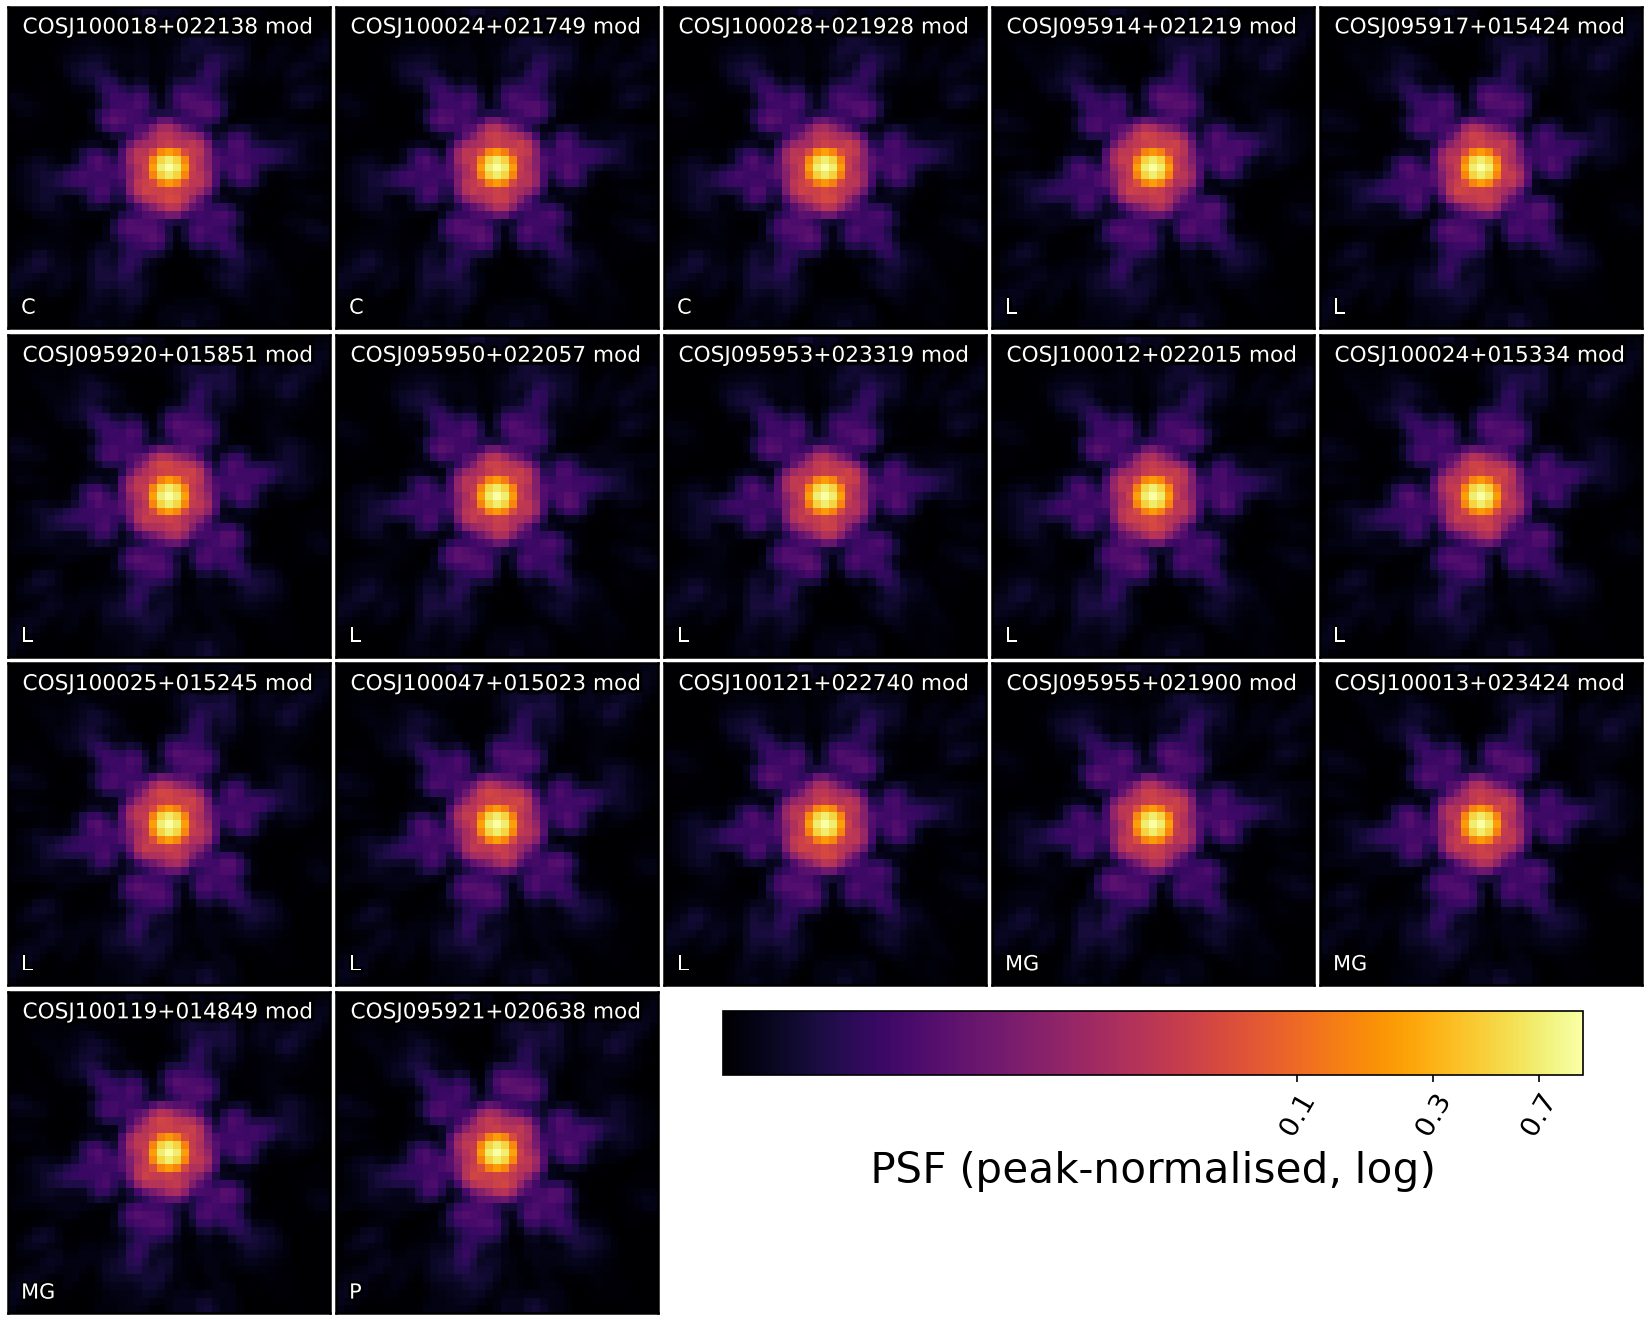 COSJ100018+022138 mod
C
COSJ100024+021749 mod
C
COSJ100028+021928 mod
C
COSJ095914+021219 mod
L
COSJ095917+015424 mod
L
COSJ095920+015851 mod
L
COSJ095950+022057 mod
L
COSJ095953+023319 mod
L
COSJ100012+022015 mod
L
COSJ100024+015334 mod
L
COSJ100025+015245 mod
L
COSJ100047+015023 mod
L
COSJ100121+022740 mod
L
COSJ095955+021900 mod
MG
COSJ100013+023424 mod
MG
COSJ100119+014849 mod
MG
COSJ095921+020638 mod
P
0.1
0.3
0.7
PSF (peak-normalised, log)